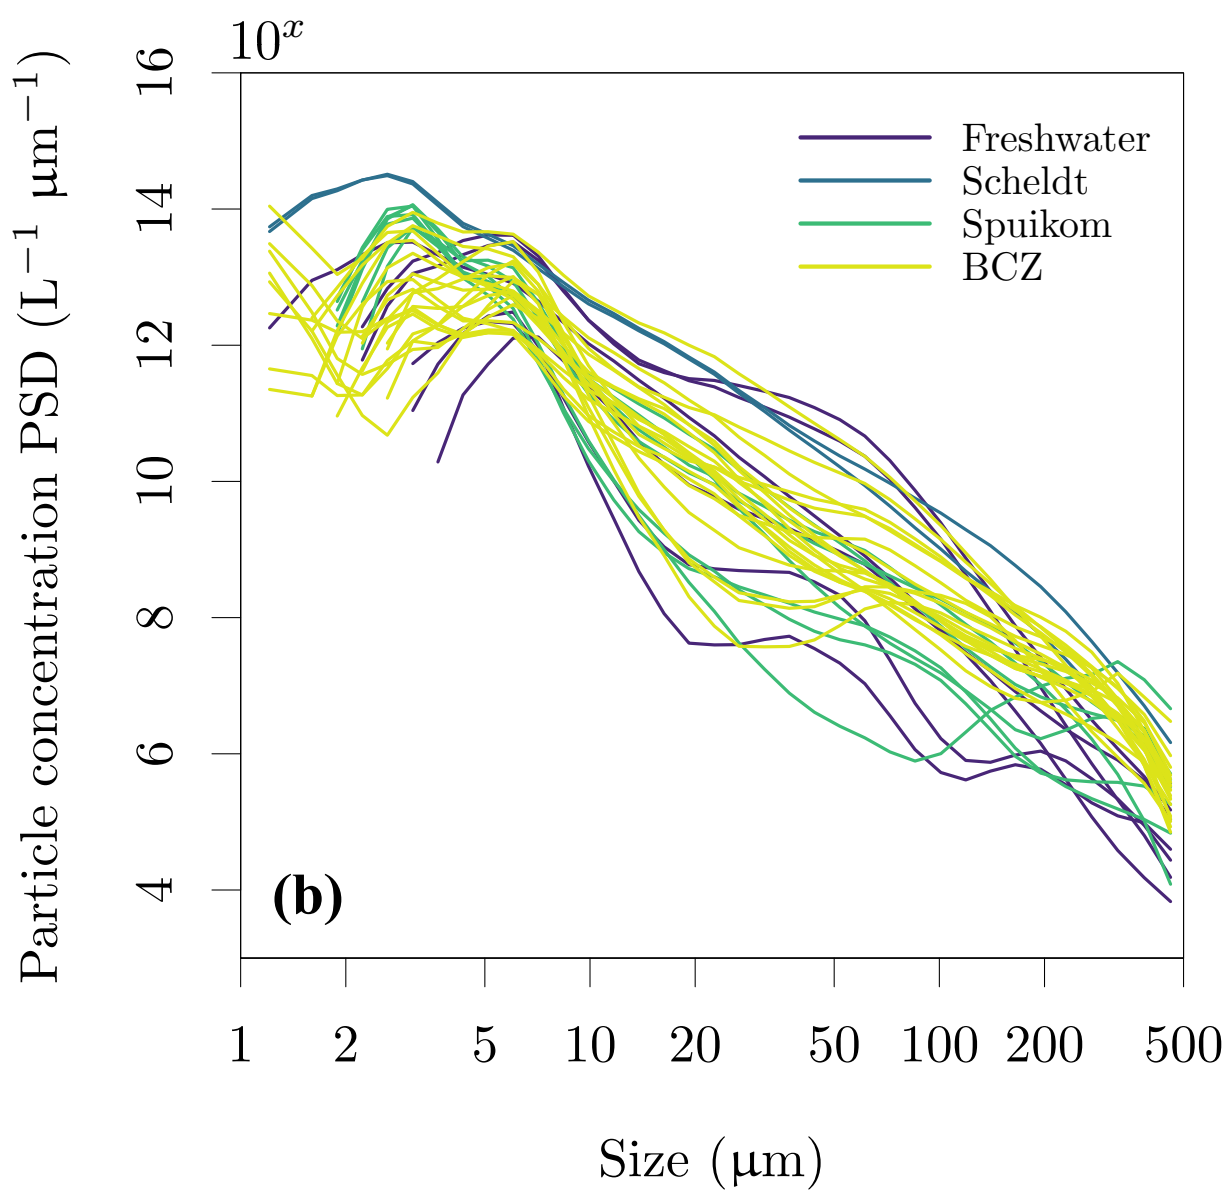 10ˣ
Particle concentration PSD (L⁻¹ μm⁻¹)
16
14
12
10
8
6
4
Freshwater
Scheldt
Spuikom
BCZ
(b)
1 2 5 10 20 50 100 200 500
Size (μm)